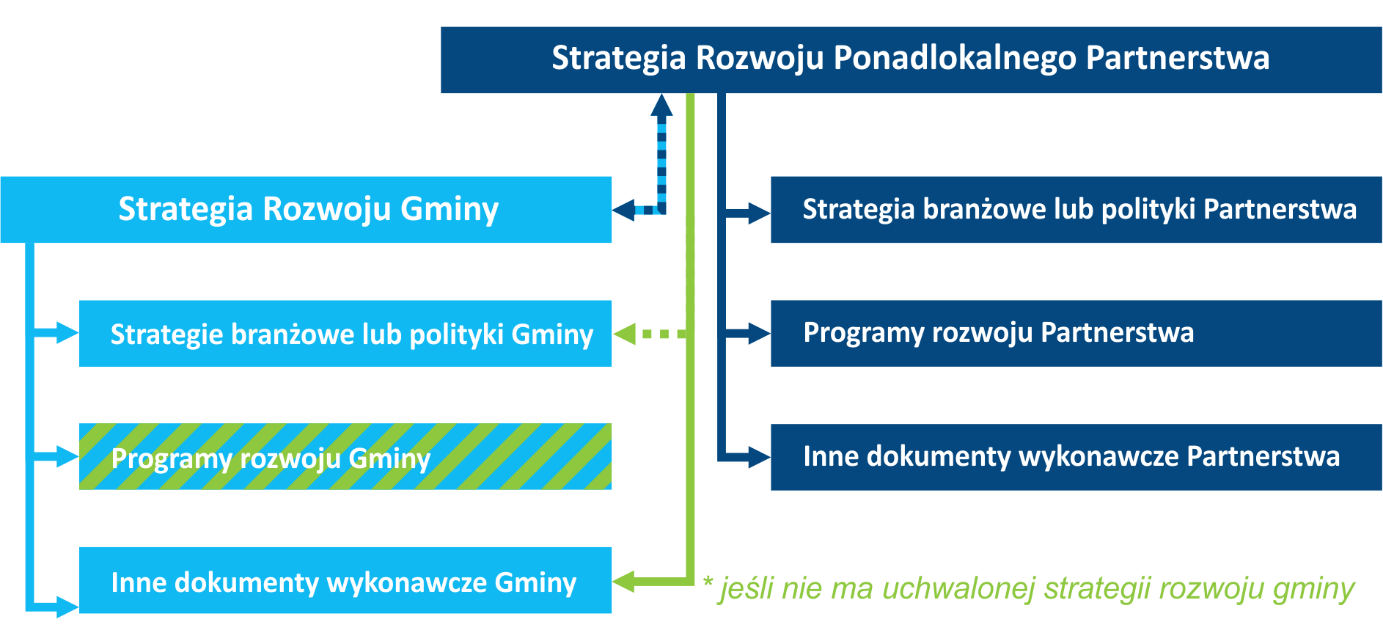 Strategia Rozwoju Ponadlokalnego Partnerstwa
Strategia Rozwoju Gminy
Strategia branżowe lub polityki Partnerstwa
Strategie branżowe lub polityki Gminy
Programy rozwoju Partnerstwa
Programy rozwoju Gminy
Inne dokumenty wykonawcze Partnerstwa
Inne dokumenty wykonawcze Gminy
* jeśli nie ma uchwalonej strategii rozwoju gminy